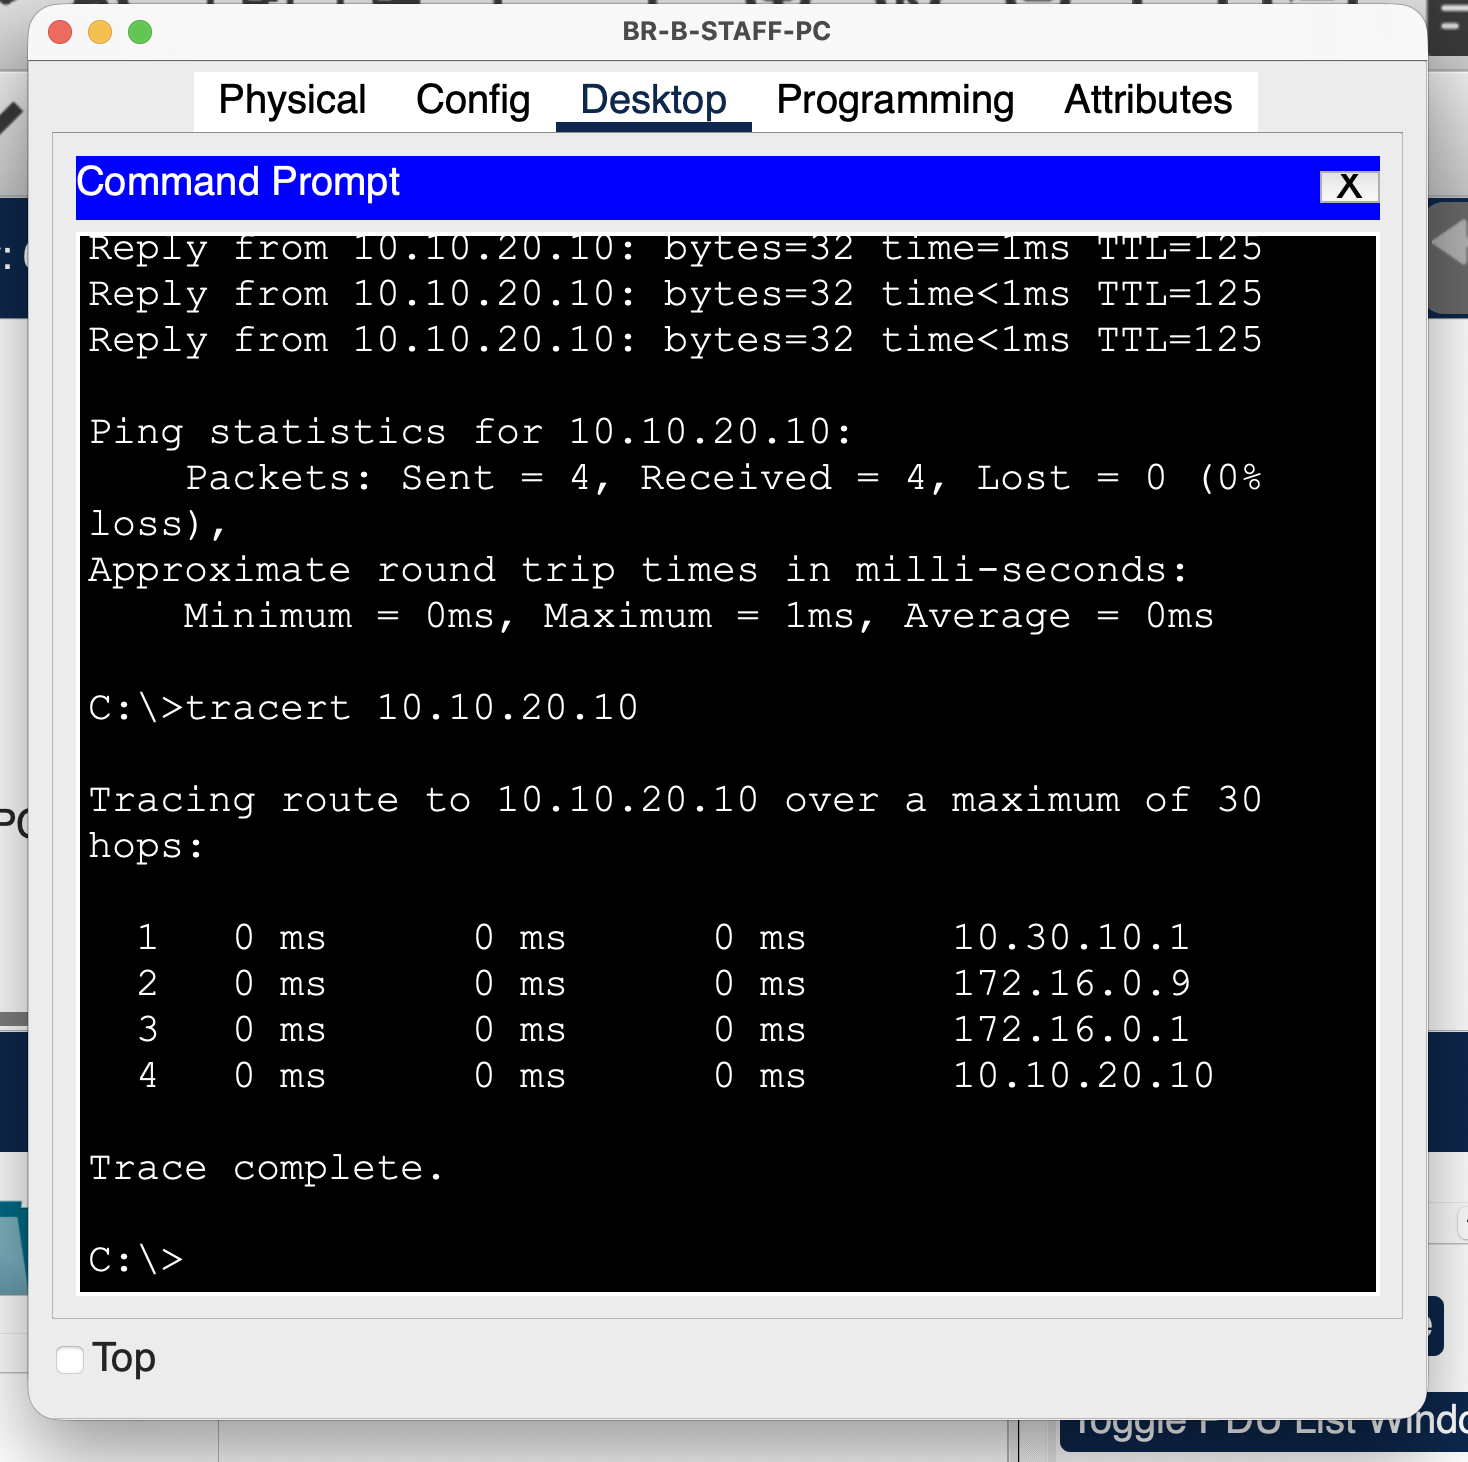 BR-B-STAFF-PC
Physical Config Desktop Programming Attributes
Command Prompt
X
Reply from 10.10.20.10: bytes=32 time=1ms TTL=125
Reply from 10.10.20.10: bytes=32 time<1ms TTL=125
Reply from 10.10.20.10: bytes=32 time<1ms TTL=125
Ping statistics for 10.10.20.10:
Packets: Sent = 4, Received = 4, Lost = 0 (0%
loss),
Approximate round trip times in milli-seconds:
Minimum = 0ms, Maximum = 1ms, Average = 0ms
C:\>tracert 10.10.20.10
Tracing route to 10.10.20.10 over a maximum of 30
hops:
1 0 ms 0 ms 0 ms 10.30.10.1
2 0 ms 0 ms 0 ms 172.16.0.9
3 0 ms 0 ms 0 ms 172.16.0.1
4 0 ms 0 ms 0 ms 10.10.20.10
Trace complete.
C:\>
Top
Toggle PDU List